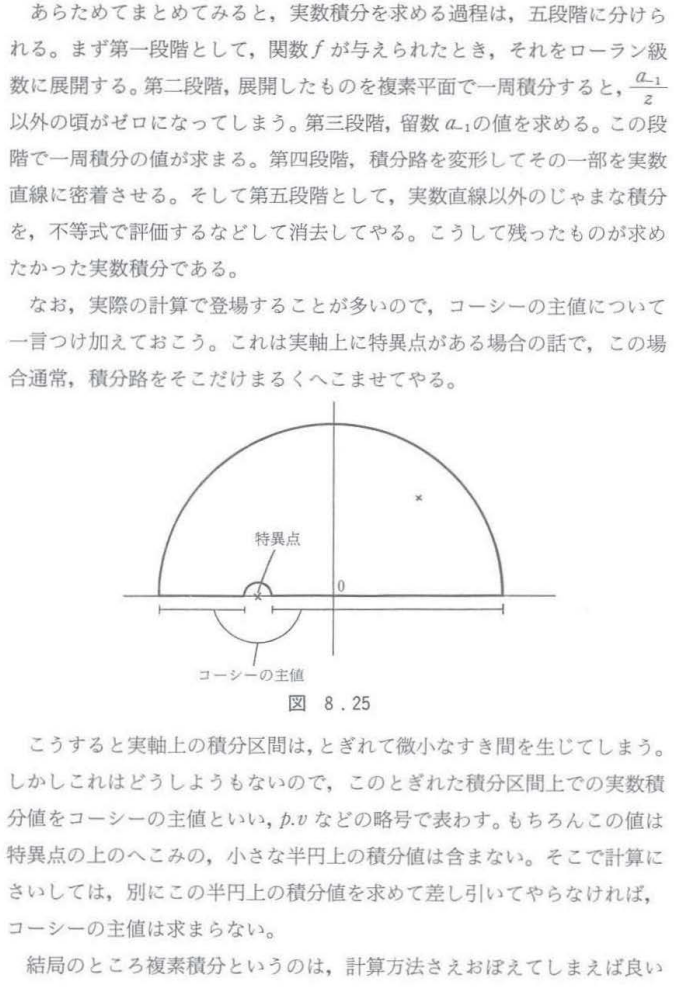 あらためてまとめてみると，実数積分を求める過程は，五段階に分けら
れる。まず第一段階として，関数fが与えられたとき，それをローラン級
数に展開する。第二段階，展開したものを複素平面で一周積分すると，a₋₁/z
以外の項がゼロになってしまう。第三段階，留数a₋₁の値を求める。この段
階で一周積分の値が求まる。第四段階，積分路を変形してその一部を実数
直線に密着させる。そして第五段階として，実数直線以外のじゃまな積分
を，不等式で評価するなどして消去してやる。こうして残ったものが求め
たかった実数積分である。
なお，実際の計算で登場することが多いので，コーシーの主値について
一言つけ加えておこう。これは実軸上に特異点がある場合の話で，この場
合通常，積分路をそこだけまるくへこませてやる。
特異点
0
コーシーの主値
図 8.25
こうすると実軸上の積分区間は，とぎれて微小なすき間を生じてしまう。
しかしこれはどうしようもないので，このとぎれた積分区間上での実数積
分値をコーシーの主値といい，p.vなどの略号で表わす。もちろんこの値は
特異点の上のへこみの，小さな半円上の積分値は含まない。そこで計算に
さいしては，別にこの半円上の積分値を求めて差し引いてやらなければ，
コーシーの主値は求まらない。
結局のところ複素積分というのは，計算方法さえおぼえてしまえば良い